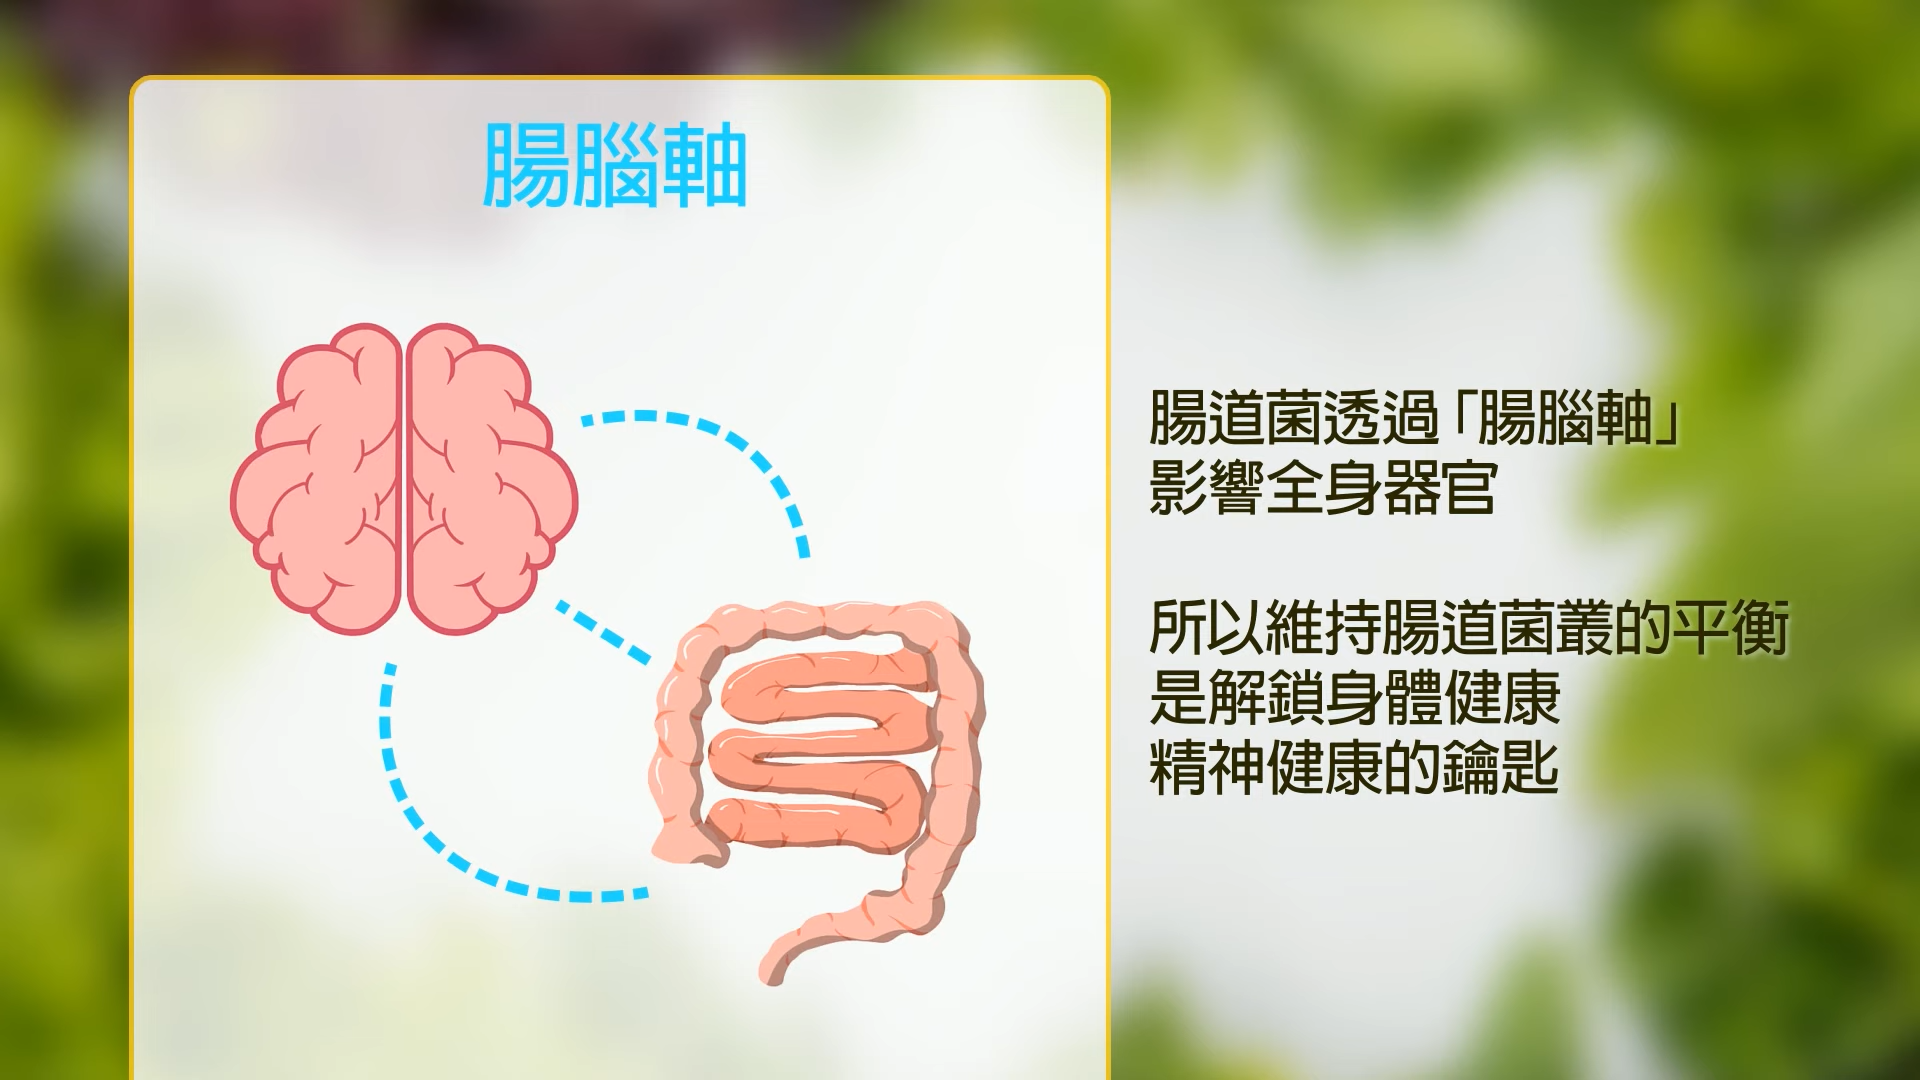 腸腦軸
腸道菌透過「腸腦軸」
影響全身器官
所以維持腸道菌叢的平衡
是解鎖身體健康
精神健康的鑰匙